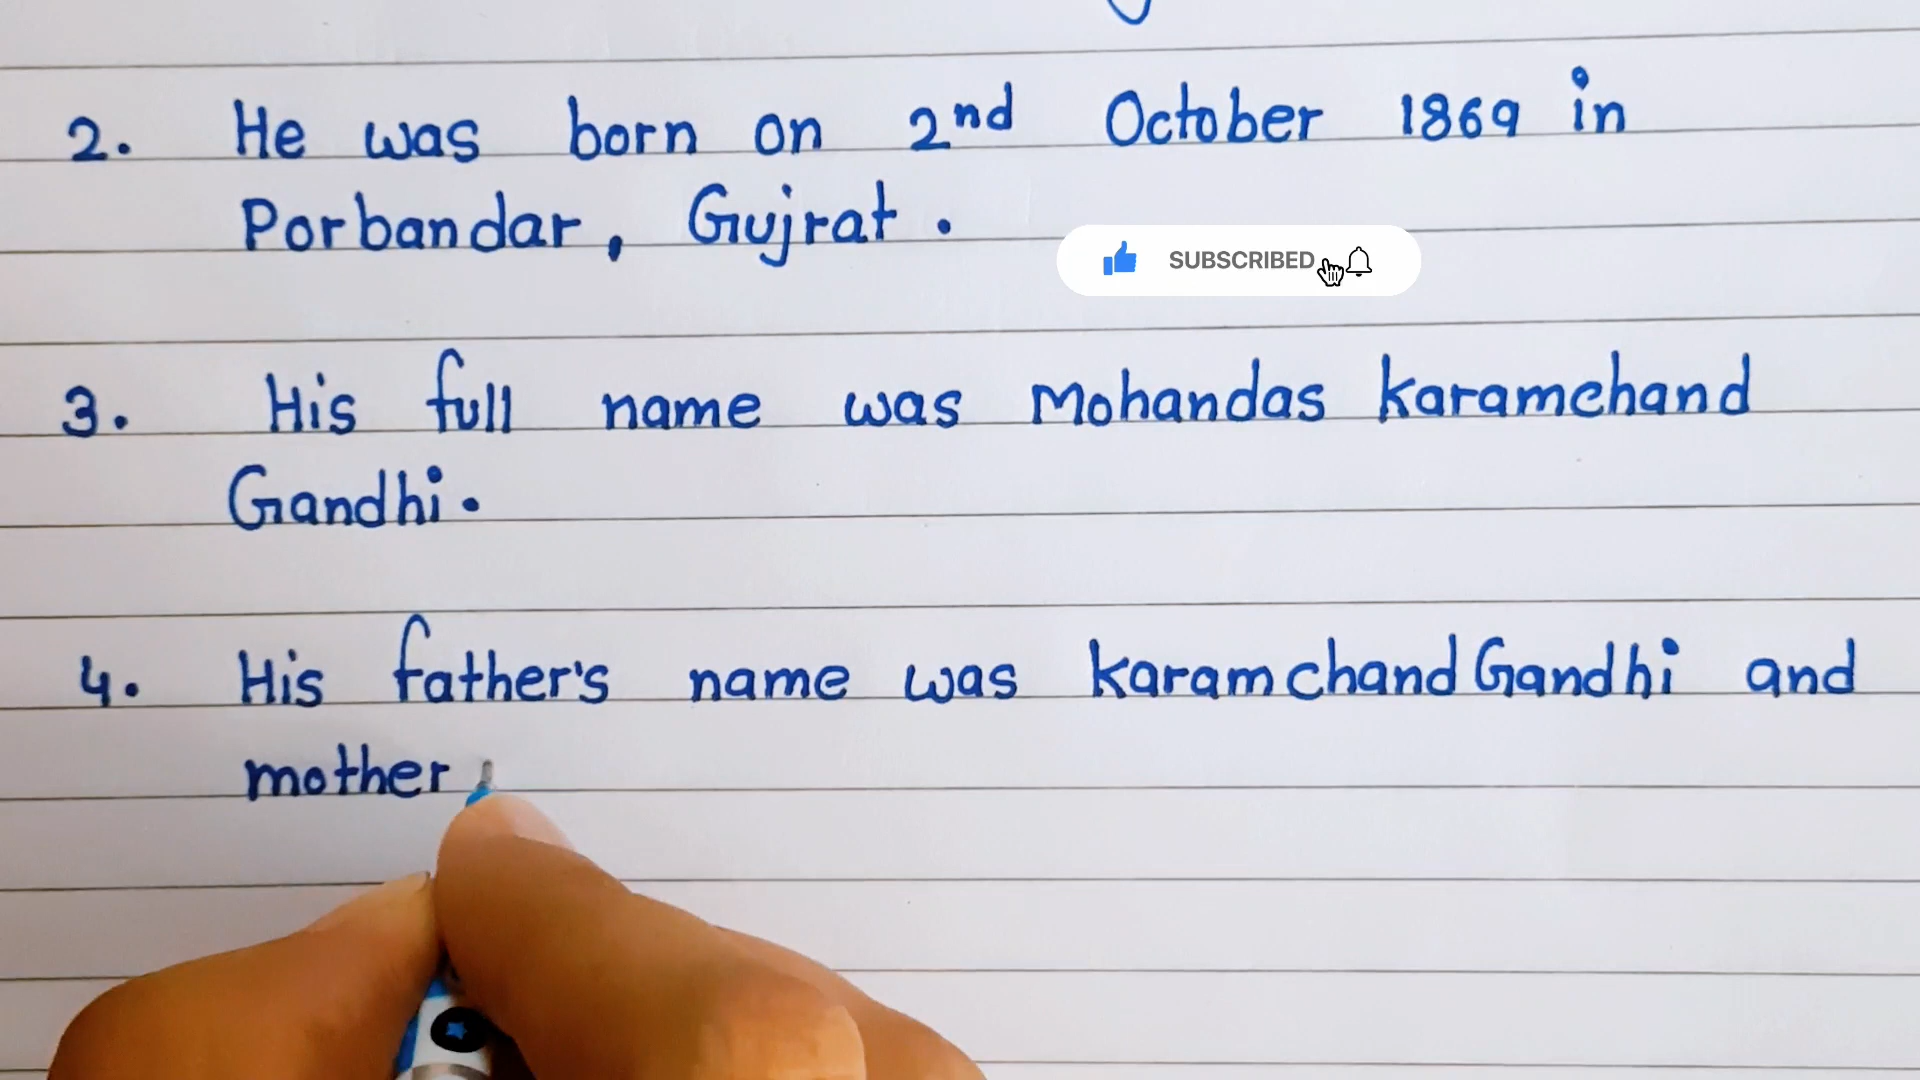 2. He was born on 2nd October 1869 in
Porbandar, Gujrat.
SUBSCRIBED
3. His full name was Mohandas karamchand
Gandhi.
4. His father's name was karamchand Gandhi and
mother